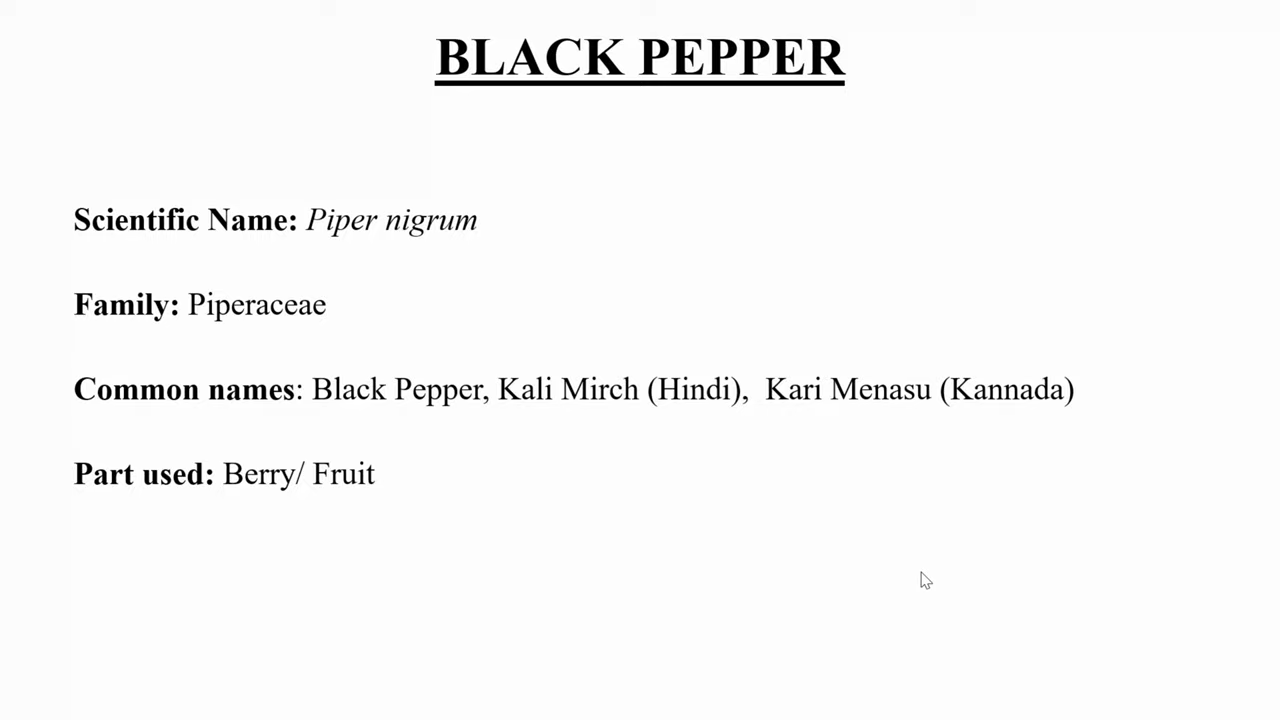 BLACK PEPPER
Scientific Name: Piper nigrum
Family: Piperaceae
Common names: Black Pepper, Kali Mirch (Hindi),  Kari Menasu (Kannada)
Part used: Berry/ Fruit